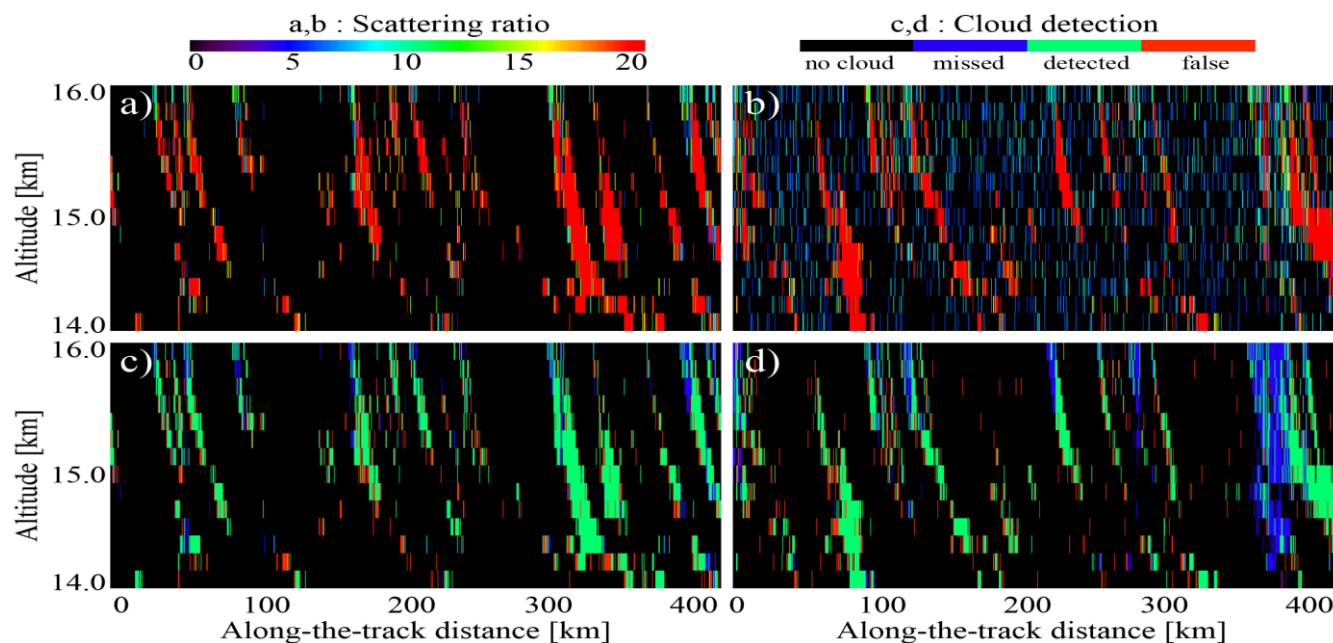 a,b : Scattering ratio
c,d : Cloud detection
0 5 10 15 20
no cloud missed detected false
16.0
15.0
14.0
Altitude [km]
a)
b)
16.0
15.0
14.0
Altitude [km]
c)
d)
0 100 200 300 400
0 100 200 300 400
Along-the-track distance [km]
Along-the-track distance [km]